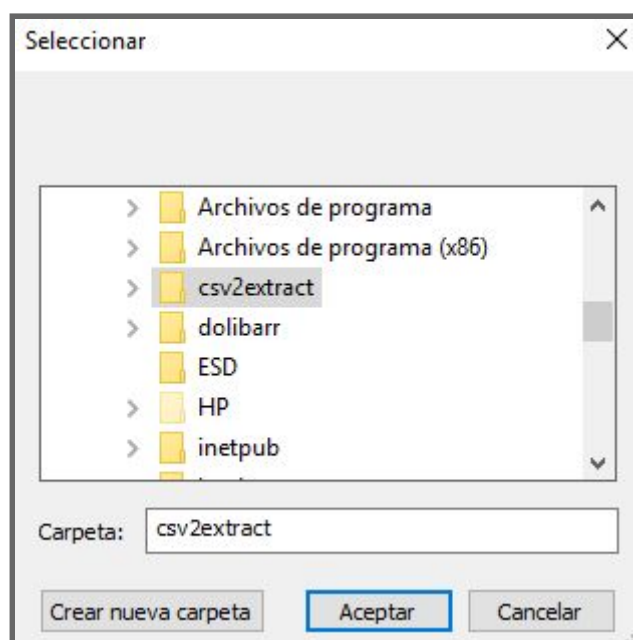 Seleccionar
Archivos de programa
Archivos de programa (x86)
csv2extract
dolibarr
ESD
HP
inetpub
Carpeta: csv2extract
Crear nueva carpeta Aceptar Cancelar